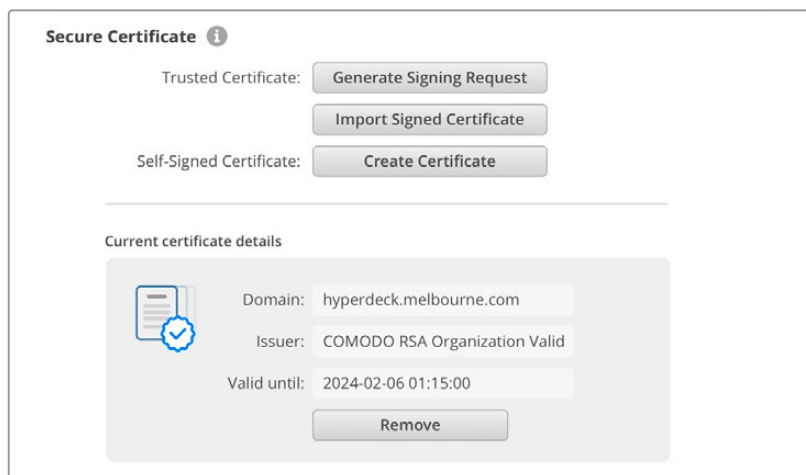 Secure Certificate
Trusted Certificate: Generate Signing Request
Import Signed Certificate
Self-Signed Certificate: Create Certificate
Current certificate details
Domain: hyperdeck.melbourne.com
Issuer: COMODO RSA Organization Valid
Valid until: 2024-02-06 01:15:00
Remove